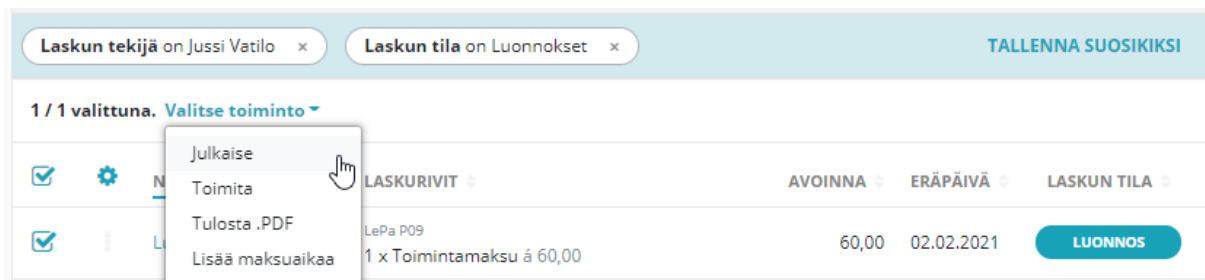 Laskun tekijä on Jussi Vatilo × Laskun tila on Luonnokset × TALLENNA SUOSIKIKSI
1 / 1 valittuna. Valitse toiminto
Julkaise
Toimita
Tulosta .PDF
Lisää maksuaikaa
N LASKURIVIT AVOINNA ERÄPÄIVÄ LASKUN TILA
LePa P09
1 x Toimintamaksu á 60,00 60,00 02.02.2021 LUONNOS